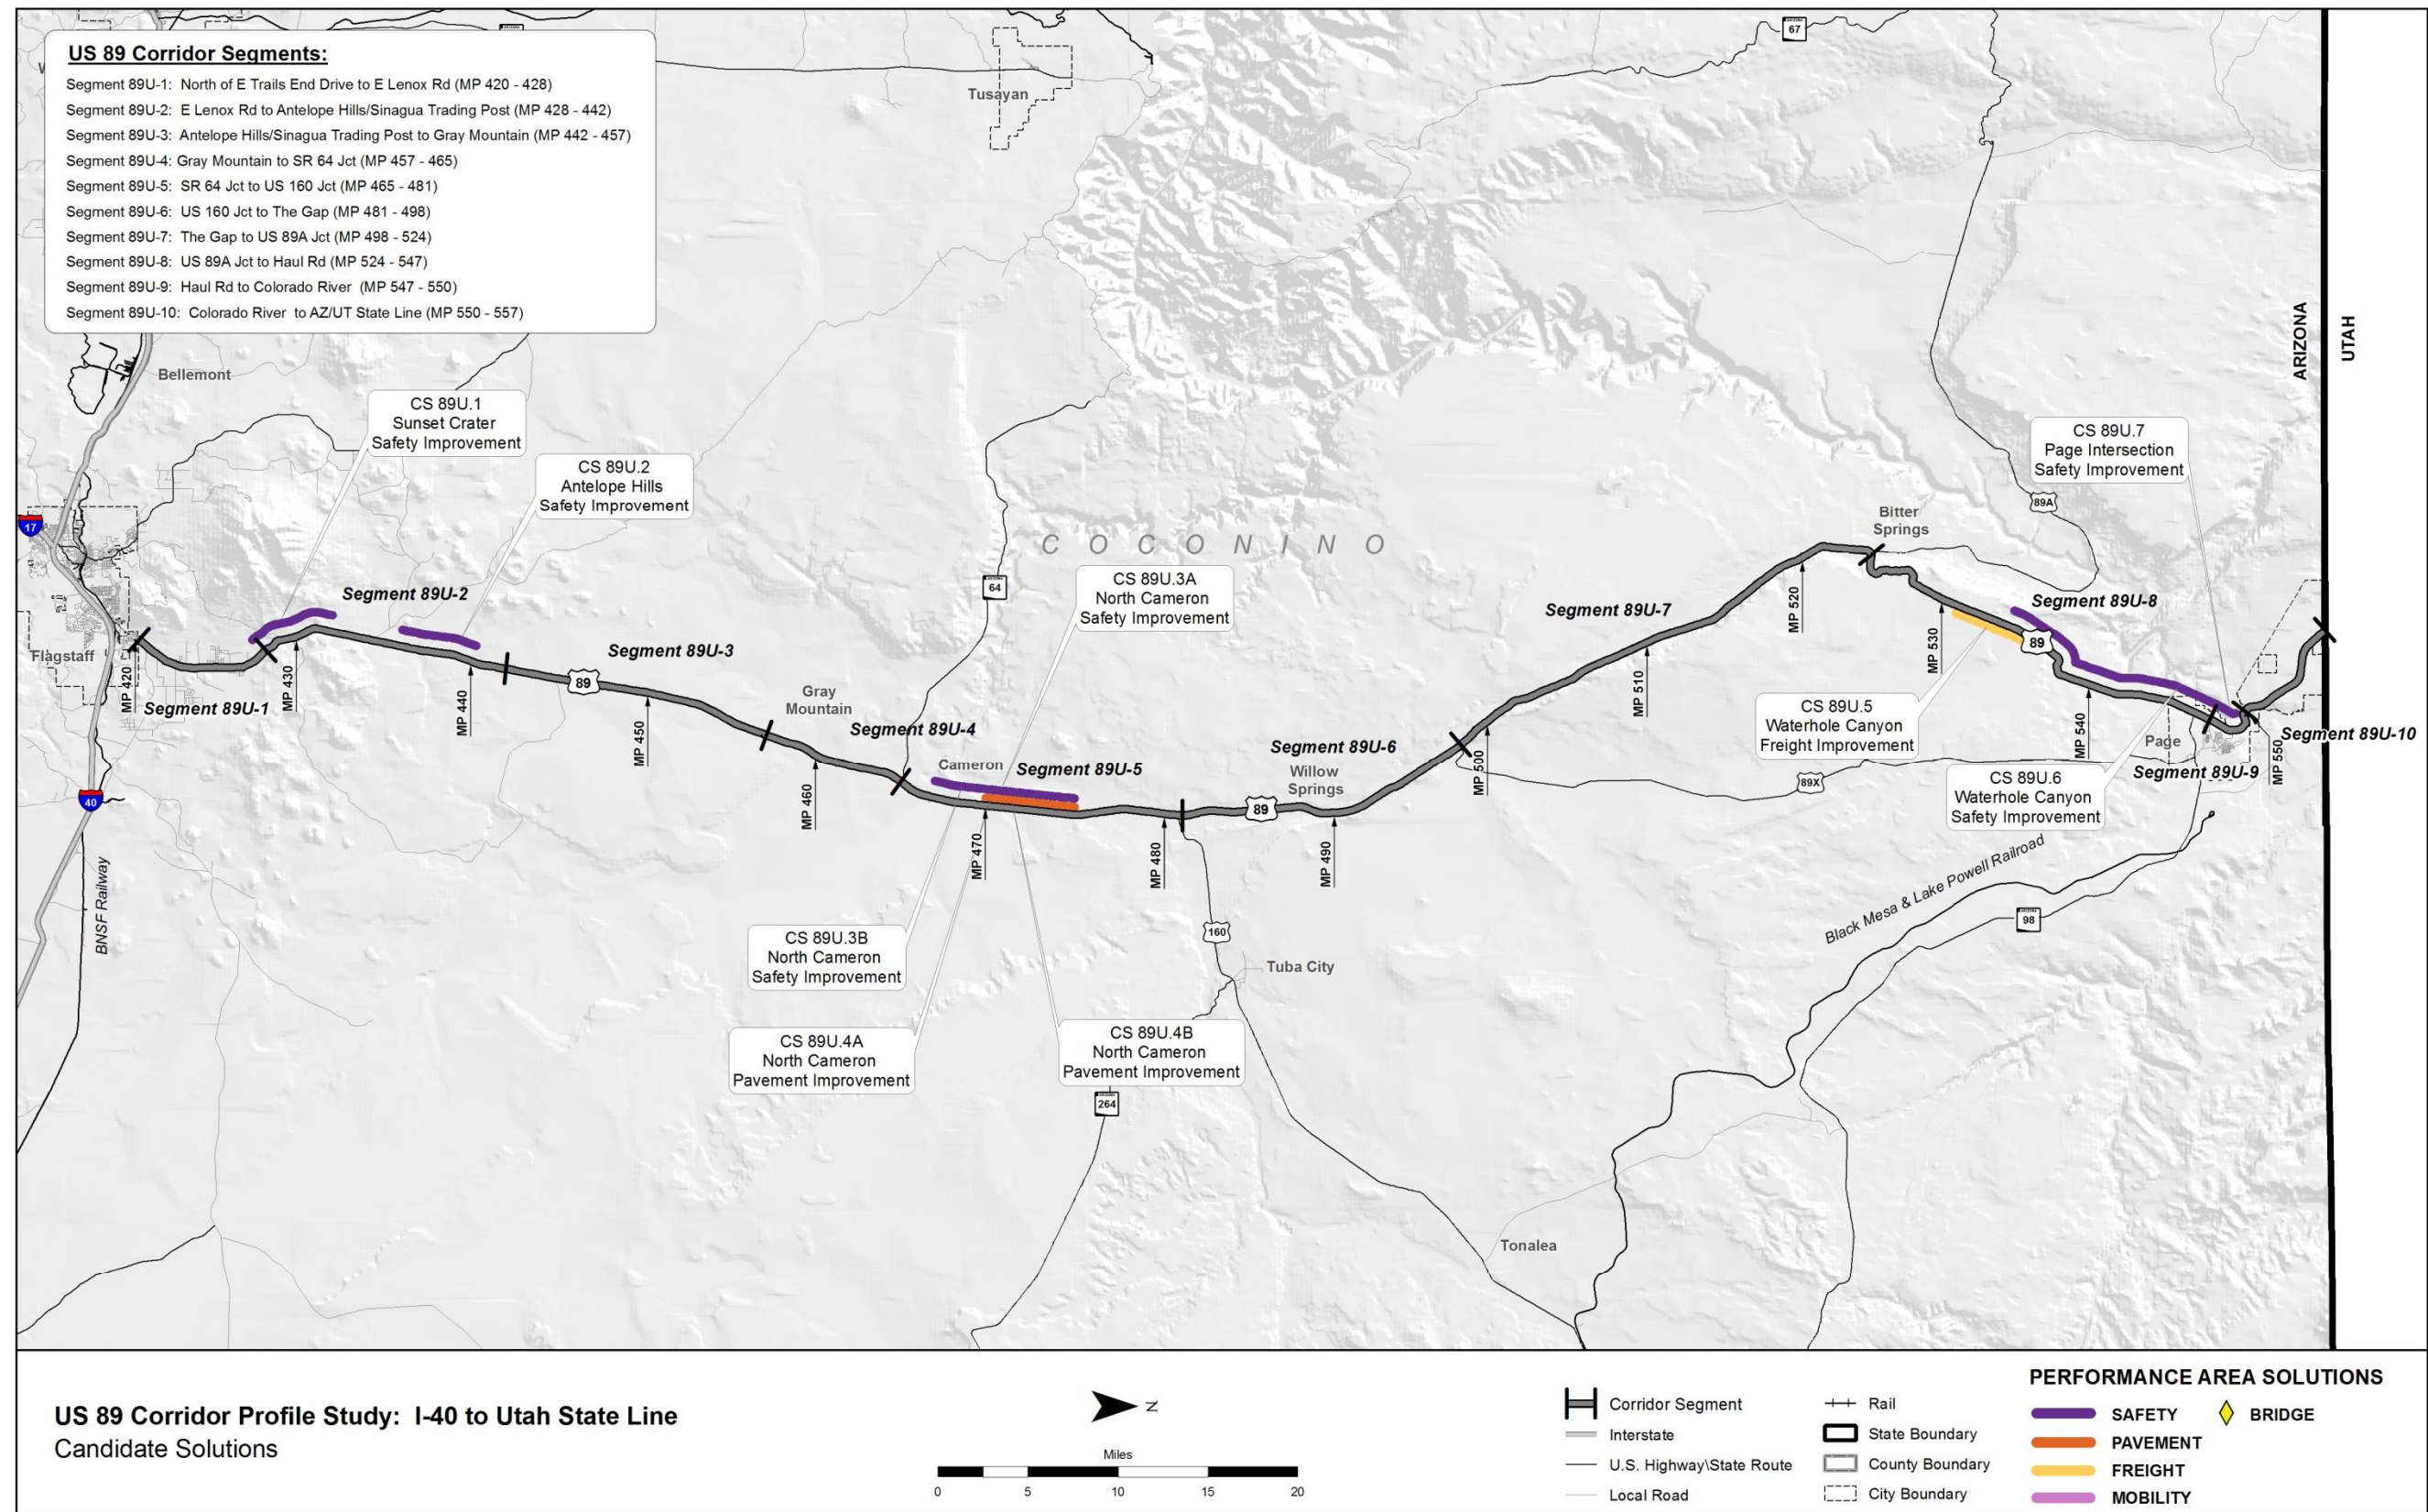 US 89 Corridor Segments:
Segment 89U-1: North of E Trails End Drive to E Lenox Rd (MP 420 - 428)
Segment 89U-2: E Lenox Rd to Antelope Hills/Sinagua Trading Post (MP 428 - 442)
Segment 89U-3: Antelope Hills/Sinagua Trading Post to Gray Mountain (MP 442 - 457)
Segment 89U-4: Gray Mountain to SR 64 Jct (MP 457 - 465)
Segment 89U-5: SR 64 Jct to US 160 Jct (MP 465 - 481)
Segment 89U-6: US 160 Jct to The Gap (MP 481 - 498)
Segment 89U-7: The Gap to US 89A Jct (MP 498 - 524)
Segment 89U-8: US 89A Jct to Haul Rd (MP 524 - 547)
Segment 89U-9: Haul Rd to Colorado River (MP 547 - 550)
Segment 89U-10: Colorado River to AZ/UT State Line (MP 550 - 557)
Tusayan
67
ARIZONA
UTAH
Bellemont
CS 89U.1
Sunset Crater
Safety Improvement
CS 89U.2
Antelope Hills
Safety Improvement
CS 89U.7
Page Intersection
Safety Improvement
17
89A
Bitter
Springs
COCONINO
64
CS 89U.3A
North Cameron
Safety Improvement
Segment 89U-2
Segment 89U-7
Segment 89U-8
MP 520
MP 530
89
Flagstaff
MP 420
Segment 89U-1
MP 430
MP 440
Segment 89U-3
89
MP 450
Gray
Mountain
Segment 89U-4
MP 460
Cameron
Segment 89U-5
MP 470
MP 480
Segment 89U-6
Willow
Springs
89
MP 490
MP 500
MP 510
89X
CS 89U.5
Waterhole Canyon
Freight Improvement
MP 540
Page
Segment 89U-9
MP 550
Segment 89U-10
CS 89U.6
Waterhole Canyon
Safety Improvement
40
BNSF Railway
CS 89U.3B
North Cameron
Safety Improvement
160
Tuba City
Black Mesa & Lake Powell Railroad
98
CS 89U.4A
North Cameron
Pavement Improvement
CS 89U.4B
North Cameron
Pavement Improvement
264
Tonalea
US 89 Corridor Profile Study: I-40 to Utah State Line
Candidate Solutions
N
Miles
0 5 10 15 20
Corridor Segment
Interstate
U.S. Highway\State Route
Local Road
Rail
State Boundary
County Boundary
City Boundary
PERFORMANCE AREA SOLUTIONS
SAFETY
BRIDGE
PAVEMENT
FREIGHT
MOBILITY